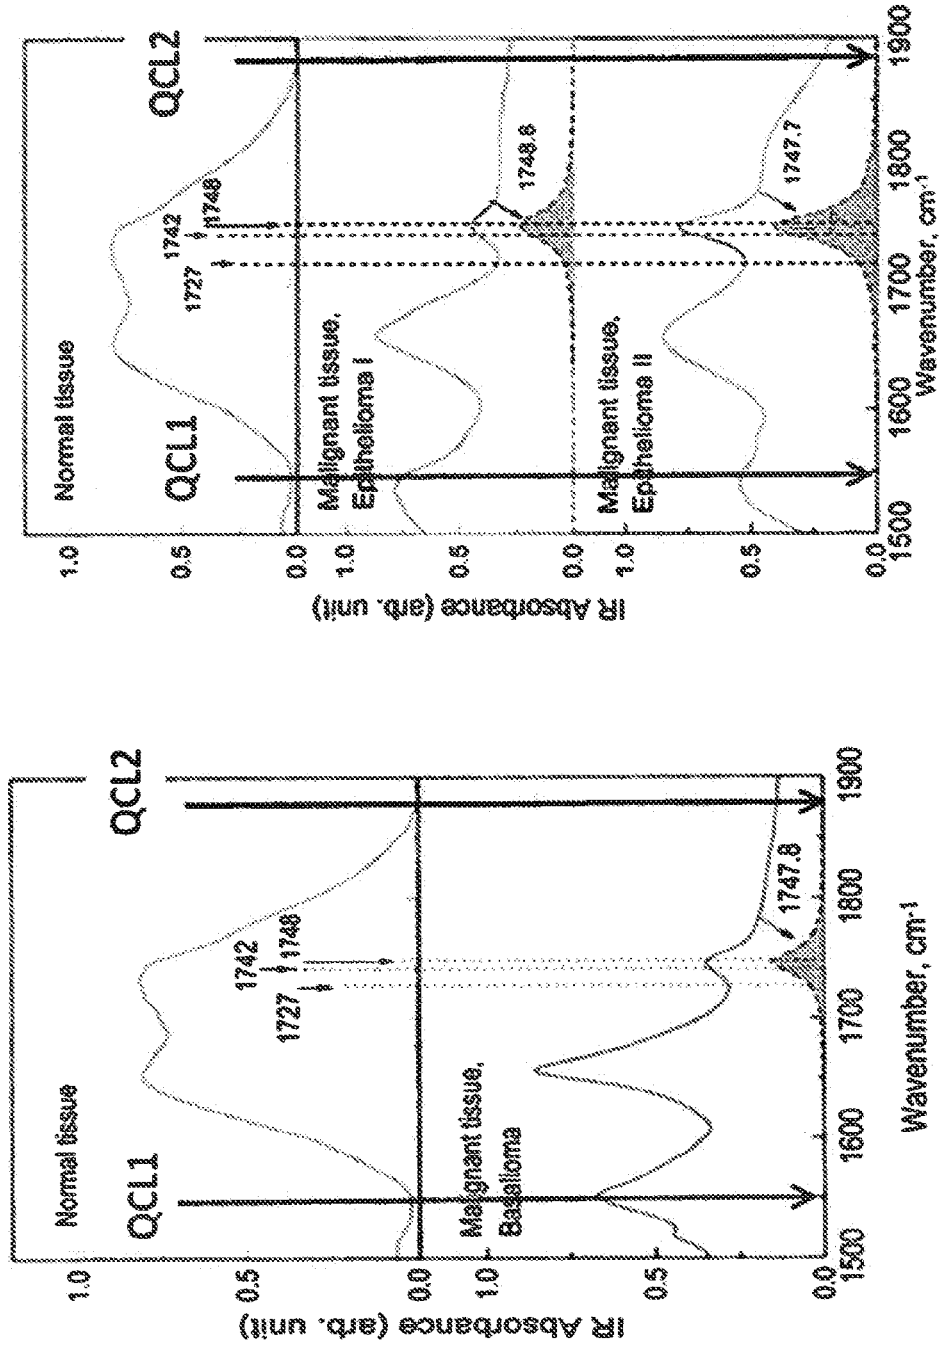 Normal tissue
QCL1
QCL2
1727
1742
1748
1.0
0.5
0.0
Malignant tissue,
Basalioma
1747.8
1.0
0.5
0.0
IR Absorbance (arb. unit)
1500
1600
1700
1800
1900
Wavenumber, cm-1
Normal tissue
QCL1
QCL2
1727
1742
1748
1.0
0.5
0.0
Malignant tissue,
Epithelioma I
1748.6
1.0
0.5
0.0
Malignant tissue,
Epithelioma II
1747.7
1.0
0.5
0.0
IR Absorbance (arb. unit)
1500
1600
1700
1800
1900
Wavenumber, cm-1